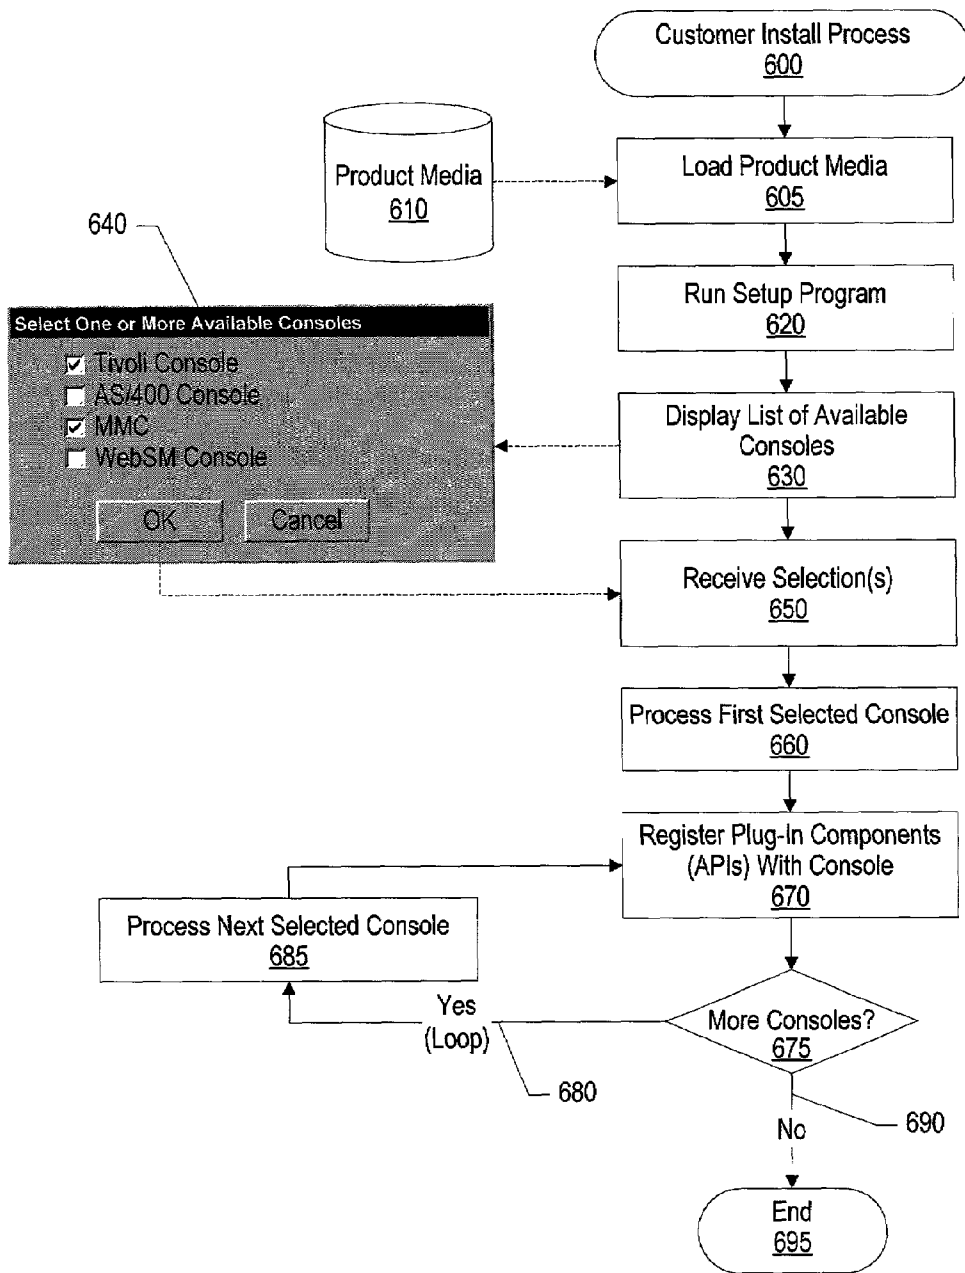 Customer Install Process
600
Product Media
610
Load Product Media
605
640
Run Setup Program
620
Select One or More Available Consoles
Tivoli Console
AS/400 Console
MMC
WebSM Console
OK
Cancel
Display List of Available
Consoles
630
Receive Selection(s)
650
Process First Selected Console
660
Register Plug-In Components
(APIs) With Console
670
Process Next Selected Console
685
Yes
(Loop)
More Consoles?
675
680
690
No
End
695